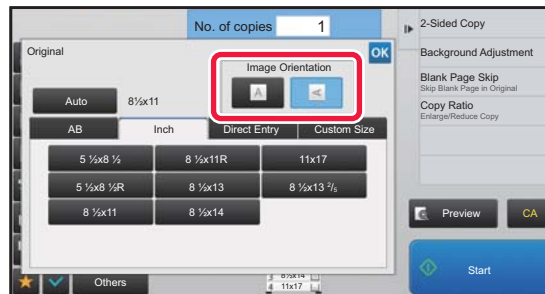 No. of copies 1
2-Sided Copy
Original
OK
Background Adjustment
Image Orientation
A A
Blank Page Skip
Skip Blank Page in Original
Auto 8½x11
Copy Ratio
Enlarge/Reduce Copy
AB Inch Direct Entry Custom Size
5 ½x8 ½ 8 ½x11R 11x17
5 ½x8 ½R 8 ½x13 8 ½x13 ²/₅
8 ½x11 8 ½x14
Preview CA
Start
Others
3 8½x14
4 11x17